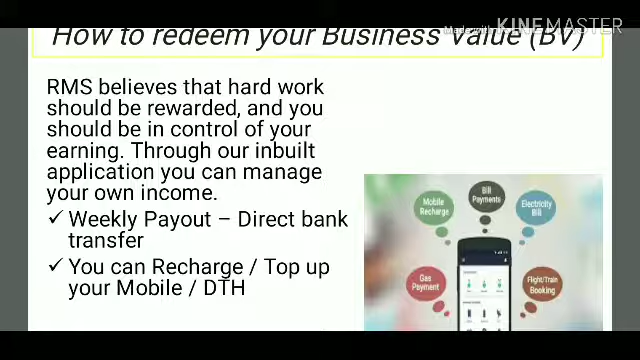 Made with KINEMASTER
How to redeem your Business Value (BV)
RMS believes that hard work
should be rewarded, and you
should be in control of your
earning. Through our inbuilt
application you can manage
your own income.
✓ Weekly Payout – Direct bank
transfer
✓ You can Recharge / Top up
your Mobile / DTH
Bill
Payments
Mobile
Recharge
Electricity
Bill
Gas
Payment
Flight/Train
Booking